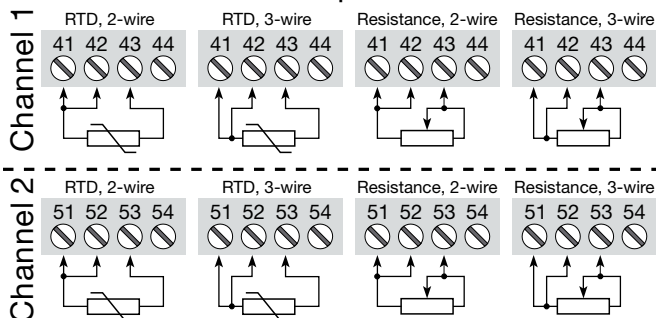 Channel 1
RTD, 2-wire RTD, 3-wire Resistance, 2-wire Resistance, 3-wire
41 42 43 44 41 42 43 44 41 42 43 44 41 42 43 44
Channel 2
RTD, 2-wire RTD, 3-wire Resistance, 2-wire Resistance, 3-wire
51 52 53 54 51 52 53 54 51 52 53 54 51 52 53 54